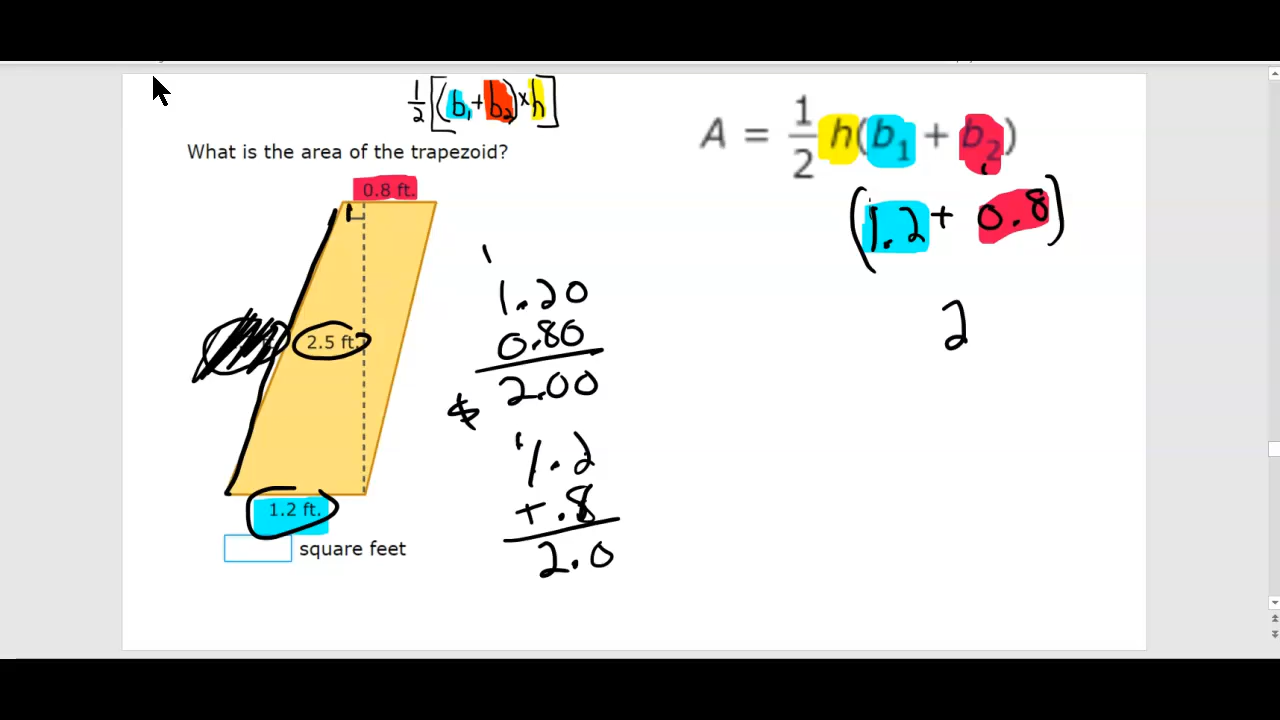 1/2 [(b₁ + b₂) × h]
A = 1/2 h(b₁ + b₂)
What is the area of the trapezoid?
0.8 ft.
(1.2 + 0.8)
1
1.20
0.80
2.00
2
2.5 ft.
$
1
1.2
+ .8
2.0
1.2 ft.
square feet